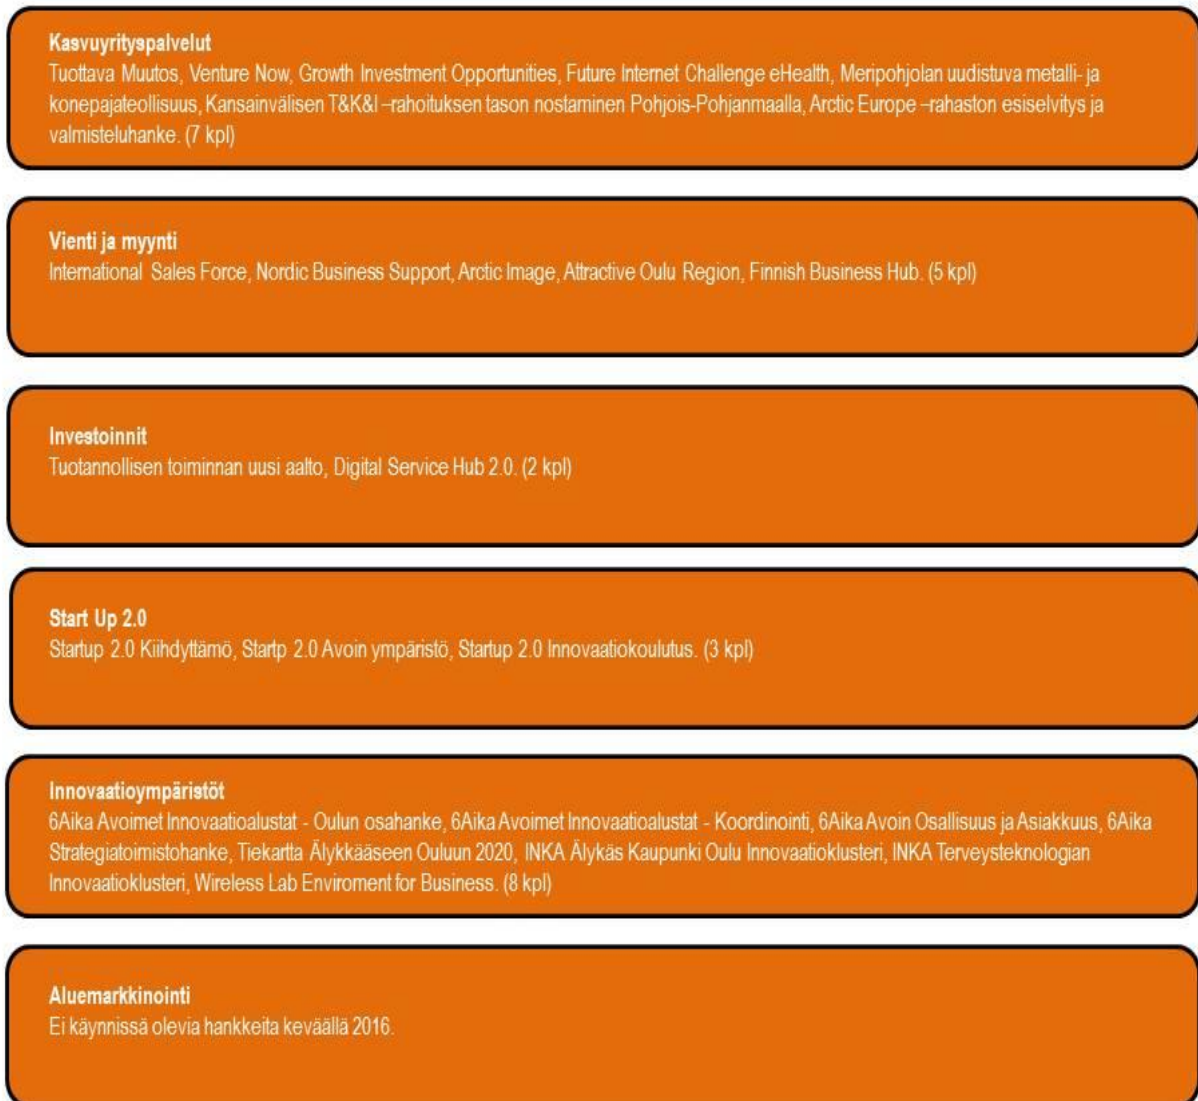 Kasvuyrityspalvelut
Tuottava Muutos, Venture Now, Growth Investment Opportunities, Future Internet Challenge eHealth, Meripohjolan uudistuva metalli- ja
konepajateollisuus, Kansainvälisen T&K&I –rahoituksen tason nostaminen Pohjois-Pohjanmaalla, Arctic Europe –rahaston esiselvitys ja
valmisteluhanke. (7 kpl)
Vienti ja myynti
International Sales Force, Nordic Business Support, Arctic Image, Attractive Oulu Region, Finnish Business Hub. (5 kpl)
Investoinnit
Tuotannollisen toiminnan uusi aalto, Digital Service Hub 2.0. (2 kpl)
Start Up 2.0
Startup 2.0 Kiihdyttämö, Startp 2.0 Avoin ympäristö, Startup 2.0 Innovaatiokoulutus. (3 kpl)
Innovaatioympäristöt
6Aika Avoimet Innovaatioalustat - Oulun osahanke, 6Aika Avoimet Innovaatioalustat - Koordinointi, 6Aika Avoin Osallisuus ja Asiakkuus, 6Aika
Strategiatoimistohanke, Tiekartta Älykkääseen Ouluun 2020, INKA Älykäs Kaupunki Oulu Innovaatioklusteri, INKA Terveysteknologian
Innovaatioklusteri, Wireless Lab Enviroment for Business. (8 kpl)
Aluemarkkinointi
Ei käynnissä olevia hankkeita keväällä 2016.